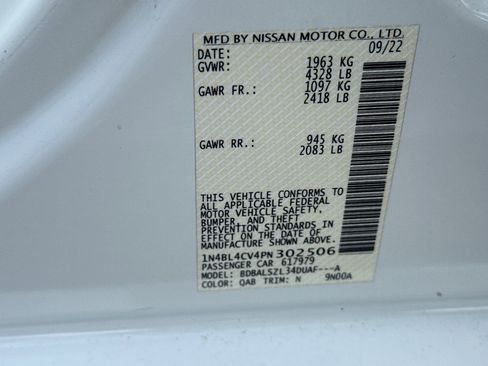 MFD BY NISSAN MOTOR CO., LTD.
DATE: 09/22
GVWR: 1963 KG
4328 LB
GAWR FR.: 1097 KG
2418 LB
GAWR RR.: 945 KG
2083 LB
THIS VEHICLE CONFORMS TO
ALL APPLICABLE FEDERAL
MOTOR VEHICLE SAFETY,
BUMPER, AND THEFT
PREVENTION STANDARDS IN
EFFECT ON THE DATE OF
MANUFACTURE SHOWN ABOVE.
1N4BL4CV4PN302506
PASSENGER CAR 617979
MODEL: BDBALSZL34DUAF---A
COLOR: QAB TRIM: N 9N00A